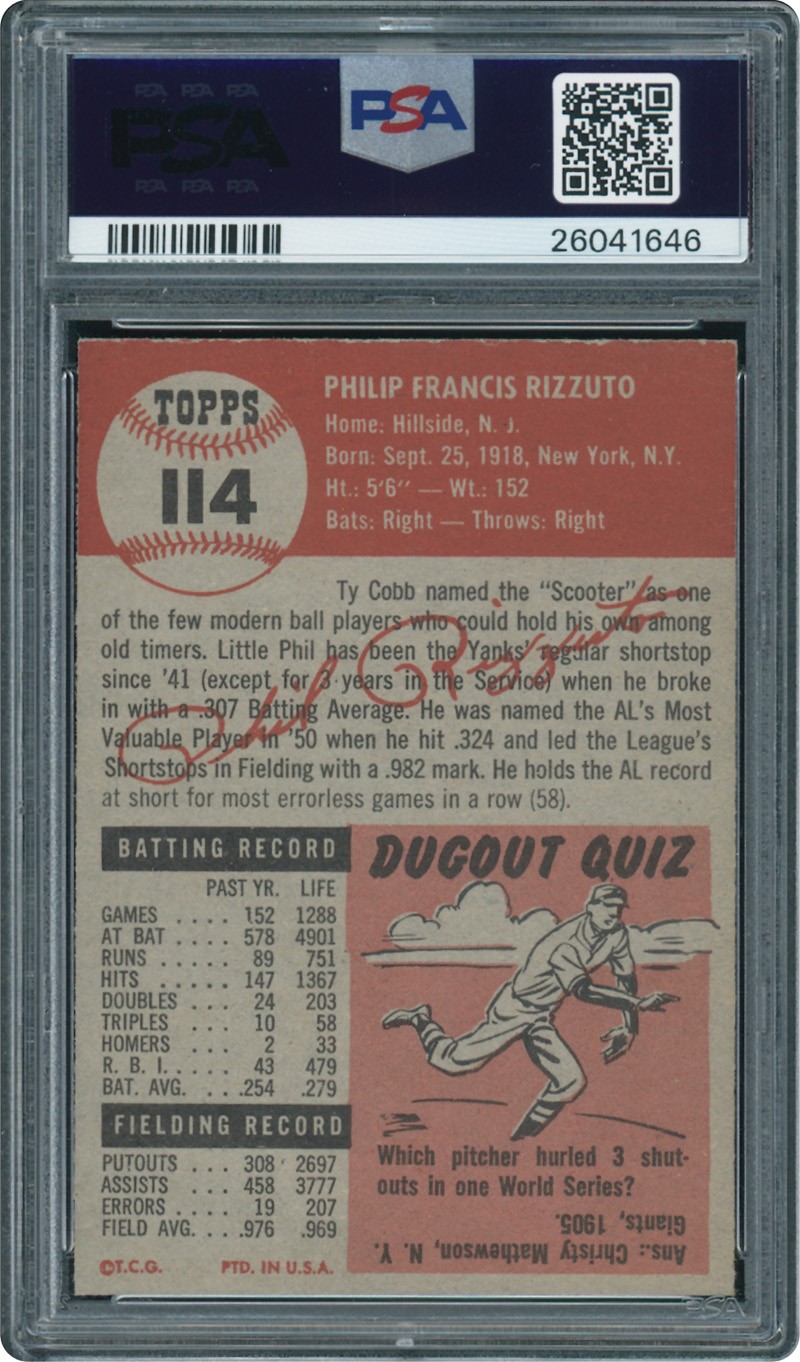 PSA PSA PSA
PSA
PSA PSA PSA
PSA
26041646
TOPPS
114
PHILIP FRANCIS RIZZUTO
Home: Hillside, N. J.
Born: Sept. 25, 1918, New York, N.Y.
Ht.: 5'6" — Wt.: 152
Bats: Right — Throws: Right
Ty Cobb named the "Scooter" as one
of the few modern ball players who could hold his own among
old timers. Little Phil has been the Yanks' regular shortstop
since '41 (except for 3 years in the Service) when he broke
in with a .307 Batting Average. He was named the AL's Most
Valuable Player in '50 when he hit .324 and led the League's
Shortstops in Fielding with a .982 mark. He holds the AL record
at short for most errorless games in a row (58).
Phil Rizzuto
BATTING RECORD
PAST YR. LIFE
GAMES .... 152 1288
AT BAT .... 578 4901
RUNS ..... 89 751
HITS ..... 147 1367
DOUBLES ... 24 203
TRIPLES ... 10 58
HOMERS ... 2 33
R. B. I. .... 43 479
BAT. AVG. ... .254 .279
FIELDING RECORD
PUTOUTS ... 308 2697
ASSISTS ... 458 3777
ERRORS .... 19 207
FIELD AVG. ... .976 .969
©T.C.G. PTD. IN U.S.A.
DUGOUT QUIZ
Which pitcher hurled 3 shut-
outs in one World Series?
Ans.: Christy Mathewson, N. Y.
Giants, 1905.
PSA